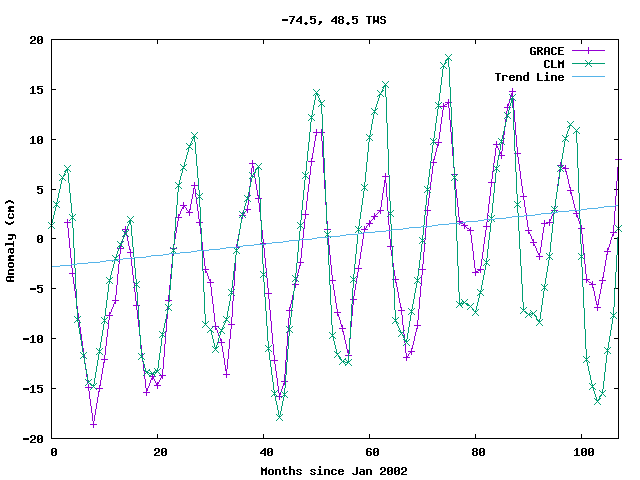 -74.5, 48.5 TWS
GRACE
CLM
Trend Line
20
15
10
5
0
-5
-10
-15
-20
Anomaly (cm)
0 20 40 60 80 100
Months since Jan 2002